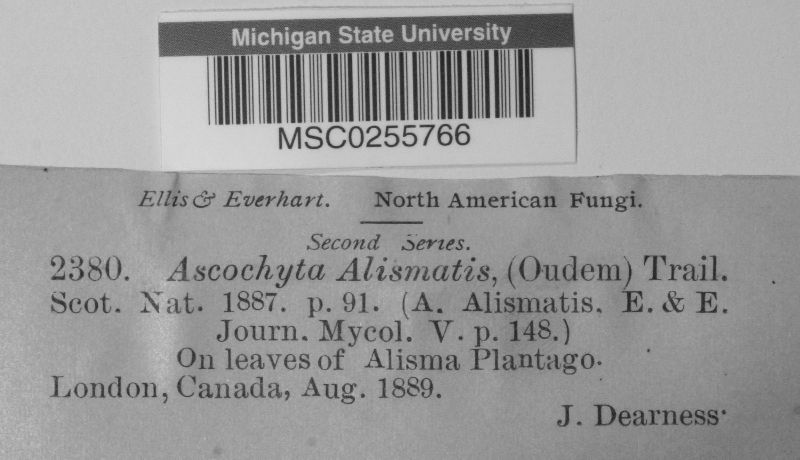 Michigan State University
MSC0255766
Ellis & Everhart. North American Fungi.
Second Series.
2380. Ascochyta Alismatis, (Oudem) Trail.
Scot. Nat. 1887. p. 91. (A. Alismatis. E. & E.
Journ. Mycol. V. p. 148.)
On leaves of Alisma Plantago.
London, Canada, Aug. 1889.
J. Dearness.